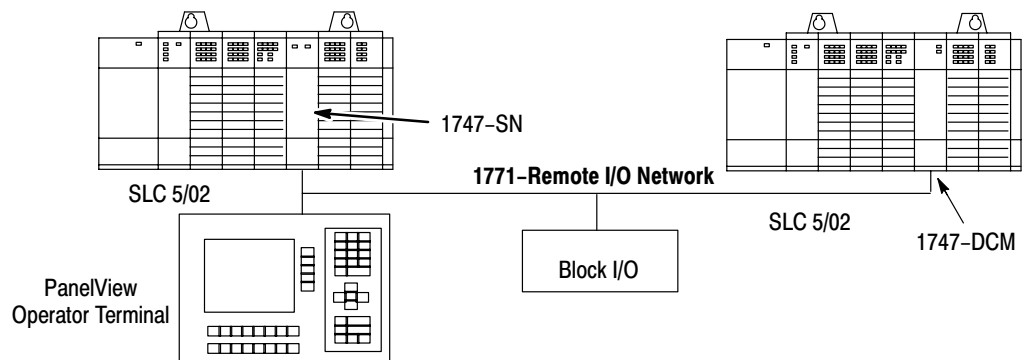 1747-SN
1771-Remote I/O Network
SLC 5/02
SLC 5/02
1747-DCM
Block I/O
PanelView
Operator Terminal